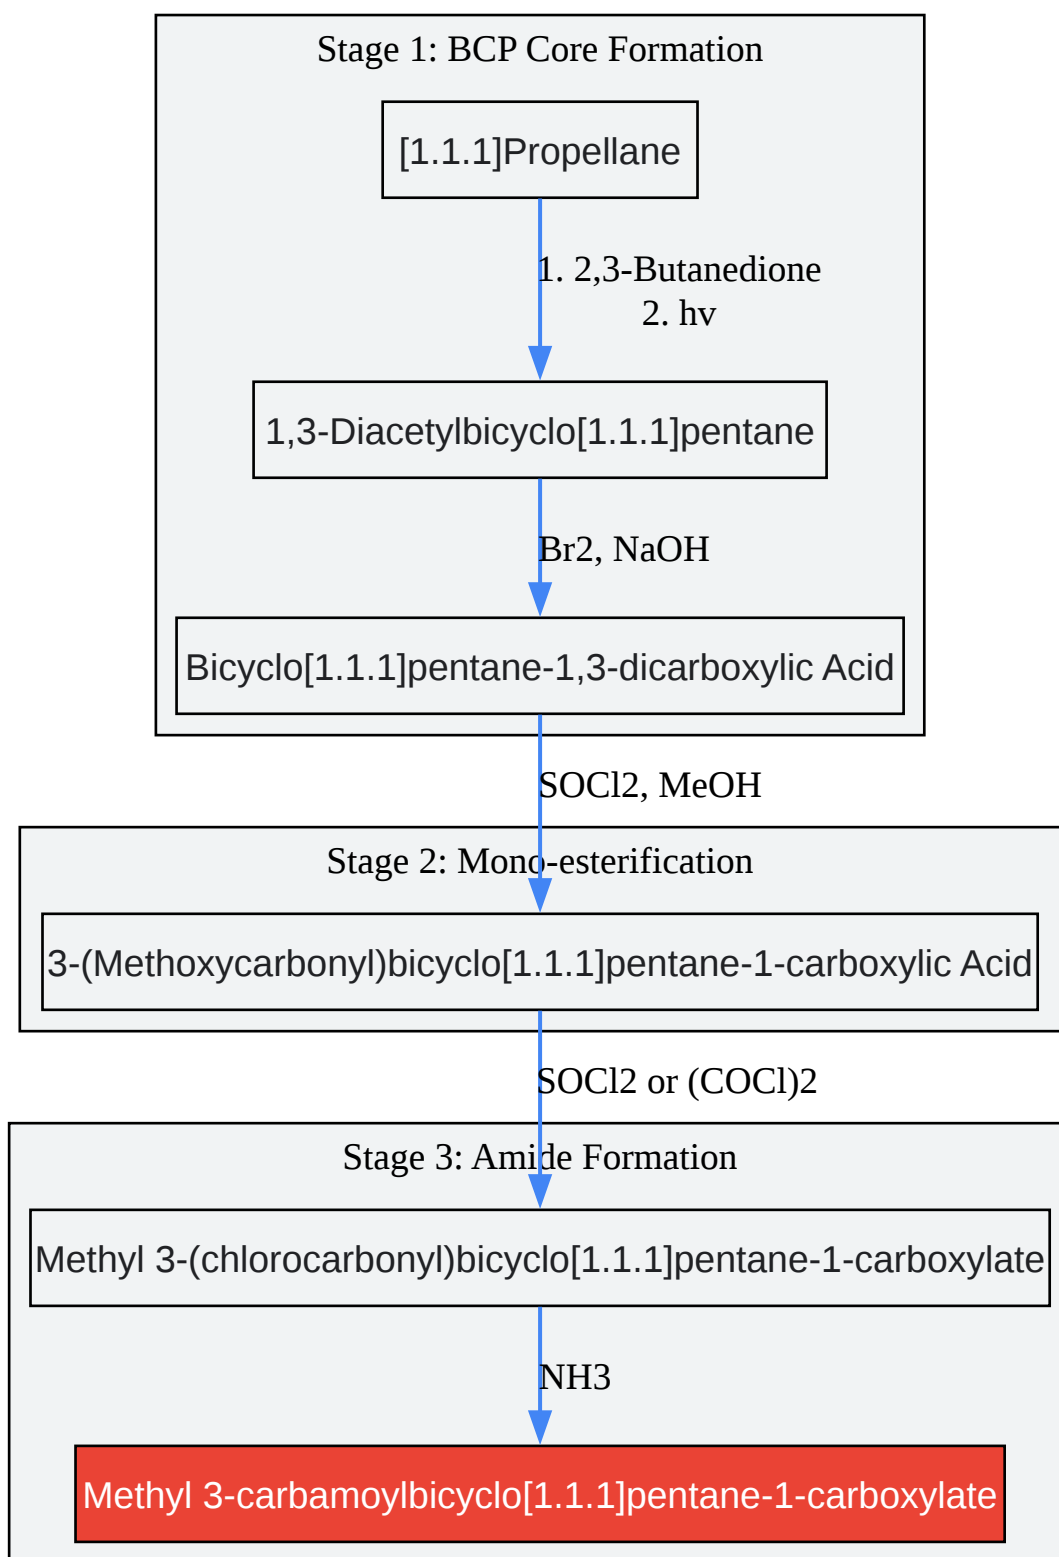 Stage 1: BCP Core Formation
[1.1.1]Propellane
1. 2,3-Butanedione
2. hv
1,3-Diacetylbicyclo[1.1.1]pentane
Br2, NaOH
Bicyclo[1.1.1]pentane-1,3-dicarboxylic Acid
SOCl2, MeOH
Stage 2: Mono-esterification
3-(Methoxycarbonyl)bicyclo[1.1.1]pentane-1-carboxylic Acid
SOCl2 or (COCl)2
Stage 3: Amide Formation
Methyl 3-(chlorocarbonyl)bicyclo[1.1.1]pentane-1-carboxylate
NH3
Methyl 3-carbamoylbicyclo[1.1.1]pentane-1-carboxylate